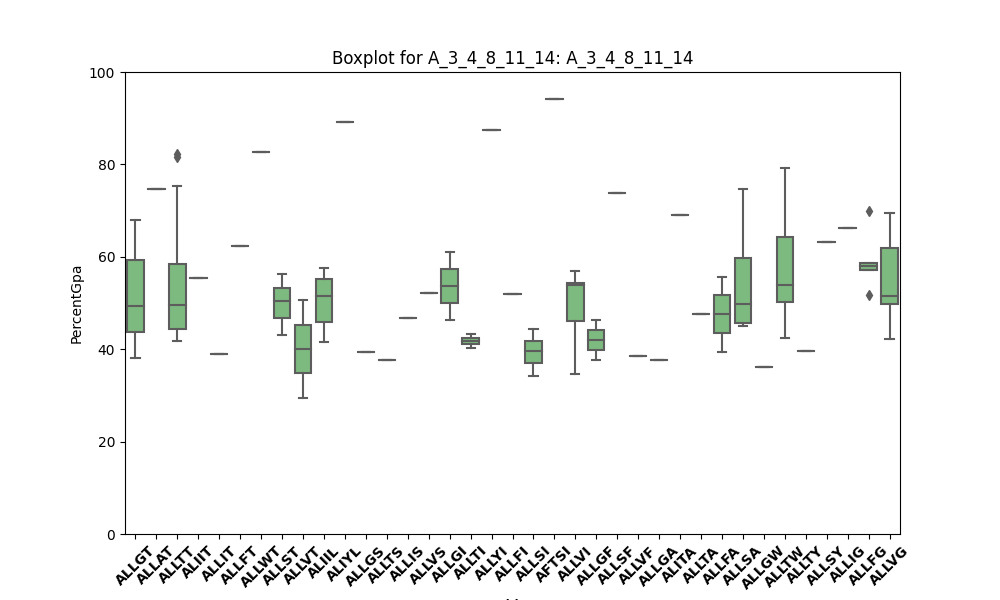 Boxplot for A_3_4_8_11_14: A_3_4_8_11_14
PercentGpa
100
80
60
40
20
0
ALLGT
ALLAT
ALLTT
ALIIT
ALLIT
ALLFT
ALLWT
ALLST
ALLVT
ALIIL
ALIYL
ALLGS
ALLTS
ALLIS
ALLVS
ALLGI
ALLTI
ALLYI
ALLFI
ALLSI
AFTSI
ALLVI
ALLGF
ALLSF
ALLVF
ALLGA
ALITA
ALLTA
ALLFA
ALLSA
ALLGW
ALLTW
ALLTY
ALLSY
ALLIG
ALLFG
ALLVG